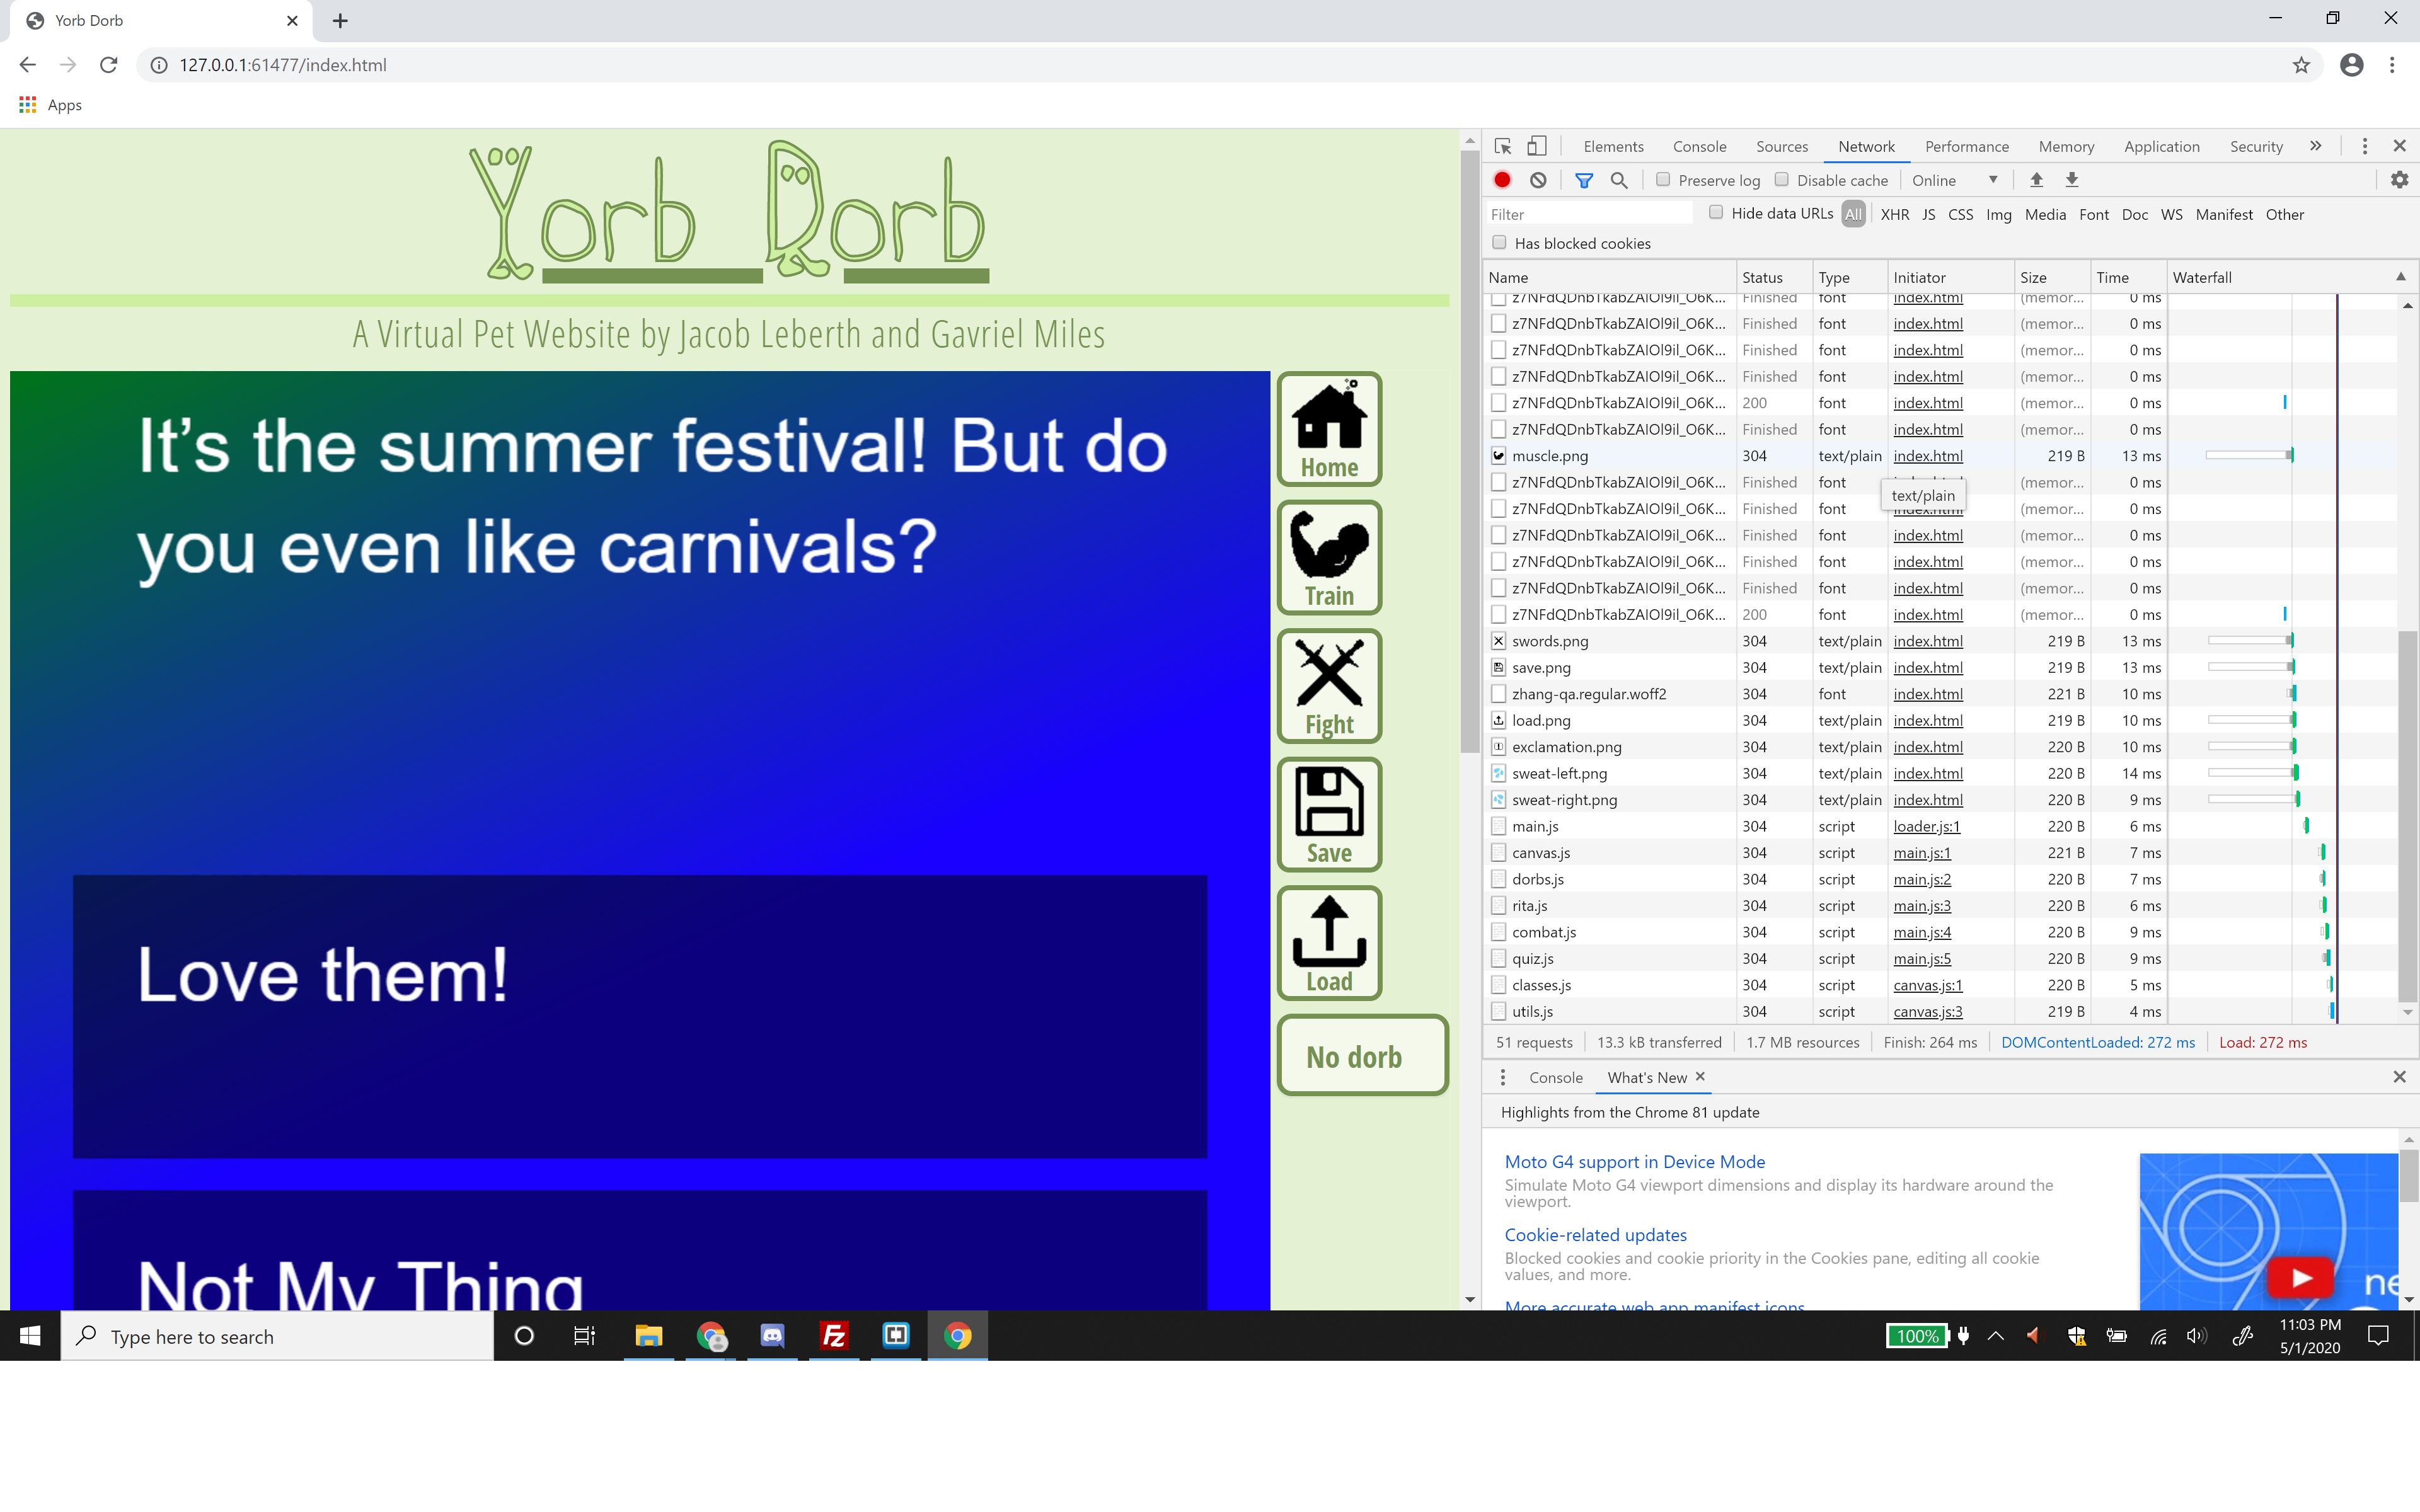 Yorb Dorb
127.0.0.1:61477/index.html
Apps
Yorb Dorb
A Virtual Pet Website by Jacob Leberth and Gavriel Miles
It's the summer festival! But do
you even like carnivals?
Love them!
Not My Thing
Home
Train
Fight
Save
Load
No dorb
Elements Console Sources Network Performance Memory Application Security »
Preserve log Disable cache Online
Filter Hide data URLs All XHR JS CSS Img Media Font Doc WS Manifest Other
Has blocked cookies
Name Status Type Initiator Size Time Waterfall
z7NFdQDnbTkabZAIOl9il_O6K... Finished font index.html (memor... 0 ms
z7NFdQDnbTkabZAIOl9il_O6K... Finished font index.html (memor... 0 ms
z7NFdQDnbTkabZAIOl9il_O6K... Finished font index.html (memor... 0 ms
z7NFdQDnbTkabZAIOl9il_O6K... Finished font index.html (memor... 0 ms
z7NFdQDnbTkabZAIOl9il_O6K... 200 font index.html (memor... 0 ms
z7NFdQDnbTkabZAIOl9il_O6K... Finished font index.html (memor... 0 ms
muscle.png 304 text/plain index.html 219 B 13 ms
z7NFdQDnbTkabZAIOl9il_O6K... Finished font (memor... 0 ms
text/plain
z7NFdQDnbTkabZAIOl9il_O6K... Finished font index.html (memor... 0 ms
z7NFdQDnbTkabZAIOl9il_O6K... Finished font index.html (memor... 0 ms
z7NFdQDnbTkabZAIOl9il_O6K... Finished font index.html (memor... 0 ms
z7NFdQDnbTkabZAIOl9il_O6K... Finished font index.html (memor... 0 ms
z7NFdQDnbTkabZAIOl9il_O6K... 200 font index.html (memor... 0 ms
swords.png 304 text/plain index.html 219 B 13 ms
save.png 304 text/plain index.html 219 B 13 ms
zhang-qa.regular.woff2 304 font index.html 221 B 10 ms
load.png 304 text/plain index.html 219 B 10 ms
exclamation.png 304 text/plain index.html 220 B 10 ms
sweat-left.png 304 text/plain index.html 220 B 14 ms
sweat-right.png 304 text/plain index.html 220 B 9 ms
main.js 304 script loader.js:1 220 B 6 ms
canvas.js 304 script main.js:1 221 B 7 ms
dorbs.js 304 script main.js:2 220 B 7 ms
rita.js 304 script main.js:3 220 B 6 ms
combat.js 304 script main.js:4 220 B 9 ms
quiz.js 304 script main.js:5 220 B 9 ms
classes.js 304 script canvas.js:1 220 B 5 ms
utils.js 304 script canvas.js:3 219 B 4 ms
51 requests 13.3 kB transferred 1.7 MB resources Finish: 264 ms DOMContentLoaded: 272 ms Load: 272 ms
Console What's New
Highlights from the Chrome 81 update
Moto G4 support in Device Mode
Simulate Moto G4 viewport dimensions and display its hardware around the
viewport.
Cookie-related updates
Blocked cookies and cookie priority in the Cookies pane, editing all cookie
values, and more.
More accurate web app manifest icons
ne
Type here to search
100%
11:03 PM
5/1/2020